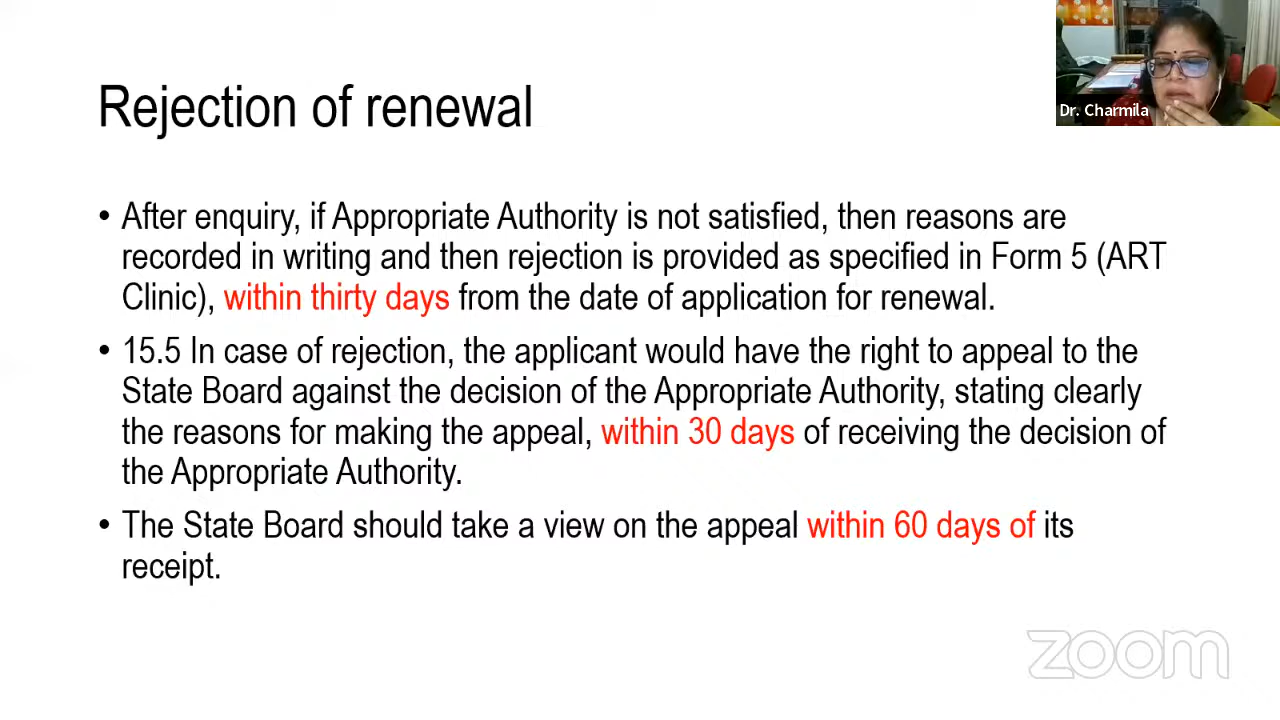 Rejection of renewal
Dr. Charmila
• After enquiry, if Appropriate Authority is not satisfied, then reasons are
recorded in writing and then rejection is provided as specified in Form 5 (ART
Clinic), within thirty days from the date of application for renewal.
• 15.5 In case of rejection, the applicant would have the right to appeal to the
State Board against the decision of the Appropriate Authority, stating clearly
the reasons for making the appeal, within 30 days of receiving the decision of
the Appropriate Authority.
• The State Board should take a view on the appeal within 60 days of its
receipt.
zoom